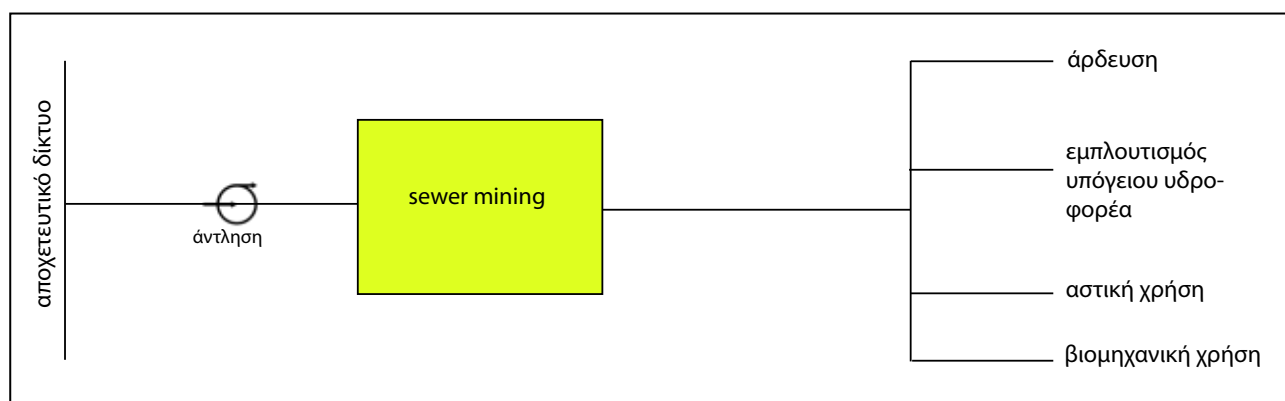 αποχετευτικό δίκτυο
άντληση
sewer mining
άρδευση
εμπλουτισμός
υπόγειου υδρο-
φορέα
αστική χρήση
βιομηχανική χρήση